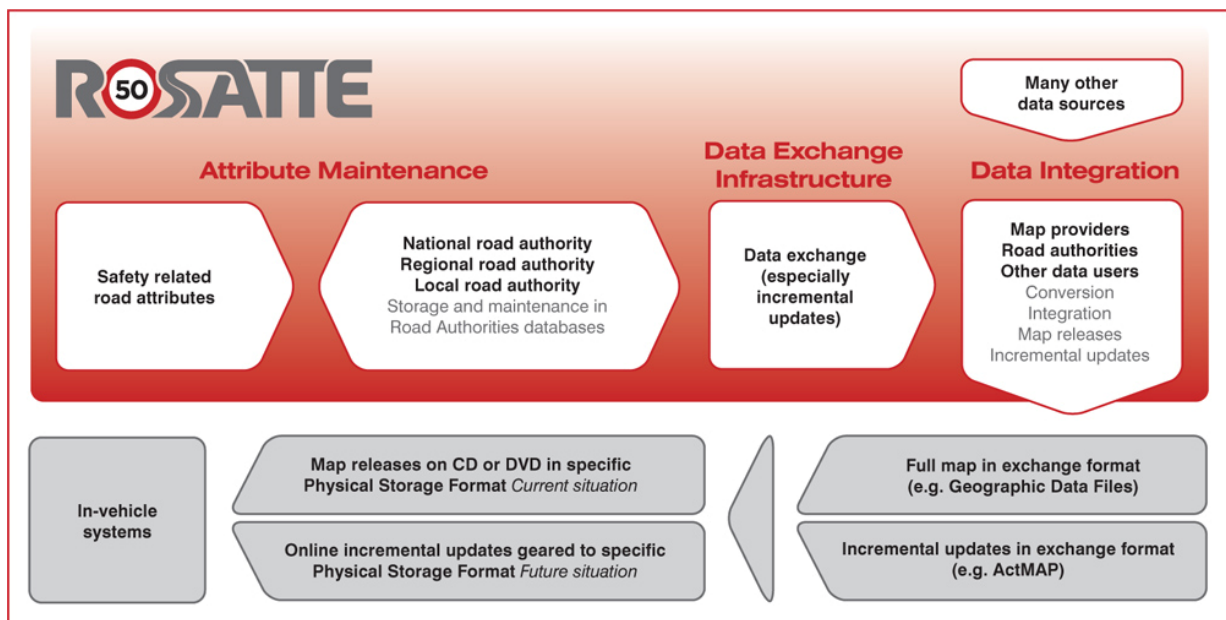 ROSATTE
50
Many other
data sources
Attribute Maintenance
Data Exchange
Infrastructure
Data Integration
Safety related
road attributes
National road authority
Regional road authority
Local road authority
Storage and maintenance in
Road Authorities databases
Data exchange
(especially
incremental
updates)
Map providers
Road authorities
Other data users
Conversion
Integration
Map releases
Incremental updates
In-vehicle
systems
Map releases on CD or DVD in specific
Physical Storage Format Current situation
Online incremental updates geared to specific
Physical Storage Format Future situation
Full map in exchange format
(e.g. Geographic Data Files)
Incremental updates in exchange format
(e.g. ActMAP)